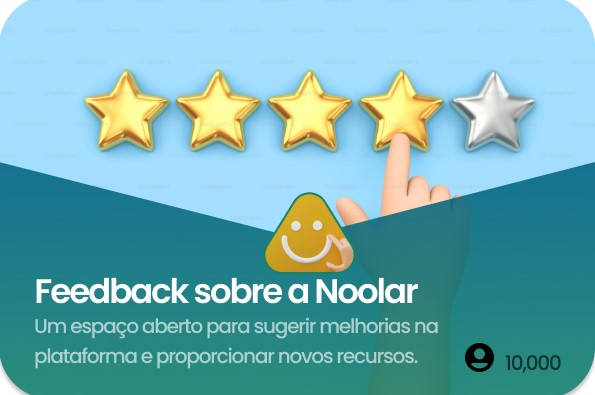 Feedback sobre a Noolar
Um espaço aberto para sugerir melhorias na
plataforma e proporcionar novos recursos.
10,000